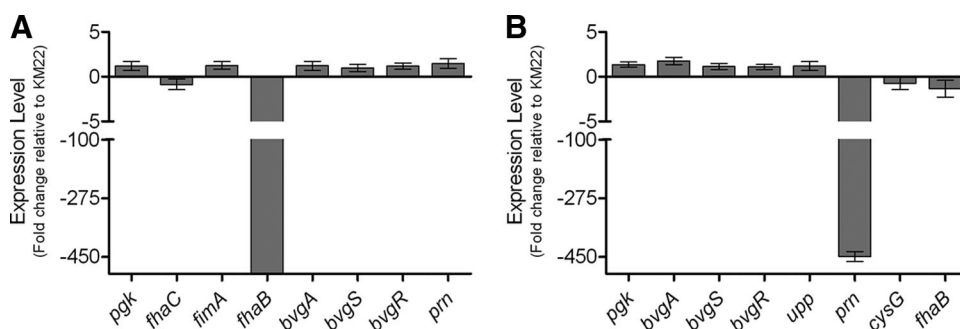 A
B
Expression Level
(Fold change relative to KM22)
5
0
-5
-100
-275
-450
pgk
fhaC
fimA
fhaB
bvgA
bvgS
bvgR
prn
Expression Level
(Fold change relative to KM22)
5
0
-5
-100
-275
-450
pgk
bvgA
bvgS
bvgR
upp
prn
cysG
fhaB